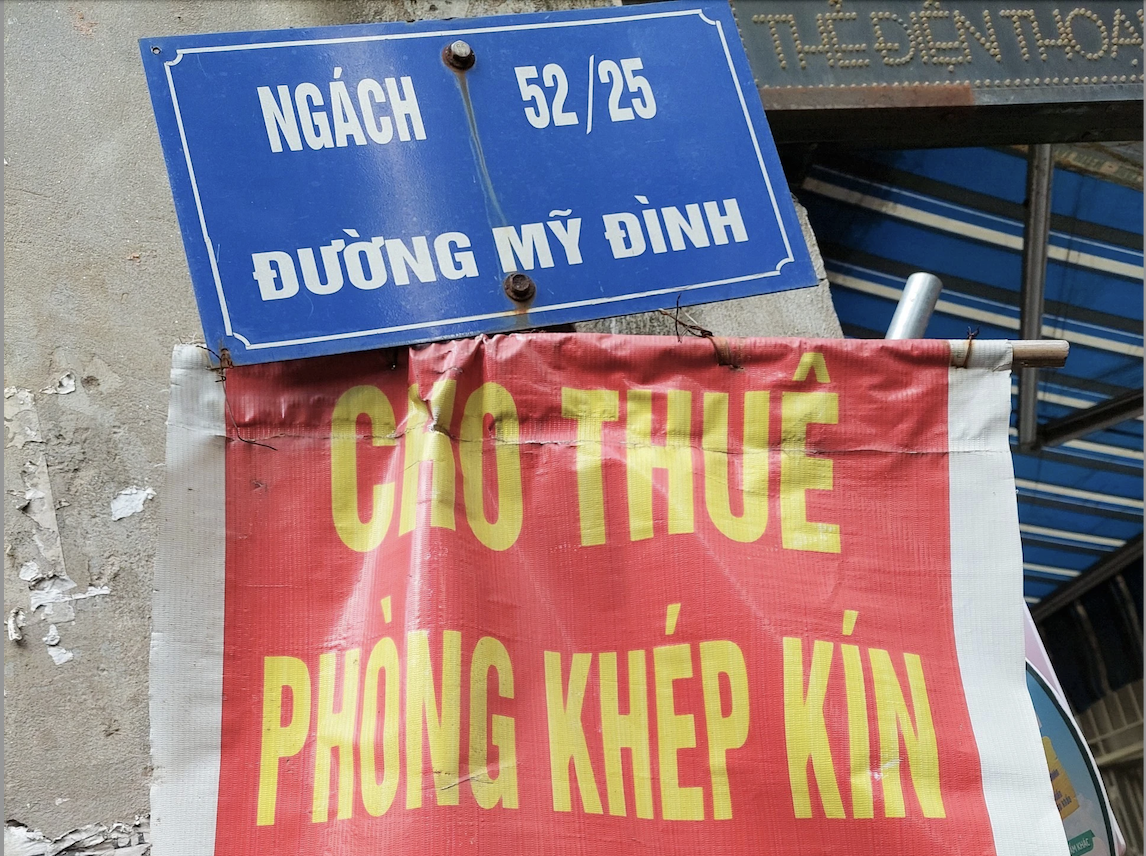 THẺ ĐIỆN THOẠ
NGÁCH 52/25
ĐƯỜNG MỸ ĐÌNH
CHO THUÊ
PHÒNG KHÉP KÍN